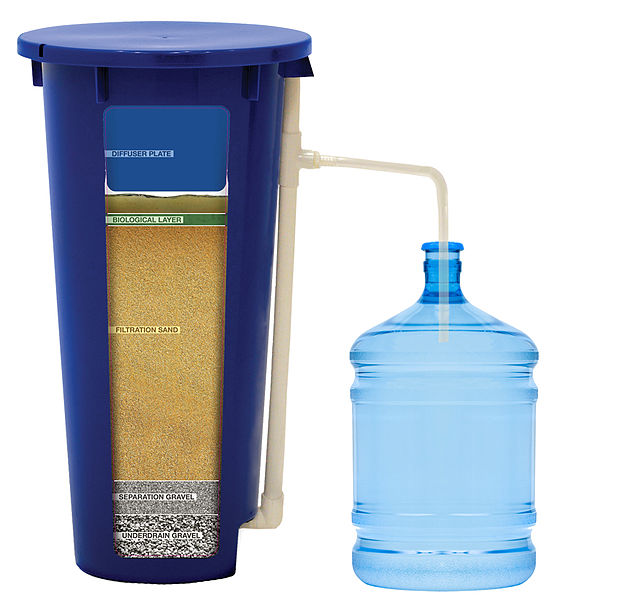 DIFFUSER PLATE
BIOLOGICAL LAYER
FILTRATION SAND
SEPARATION GRAVEL
UNDERDRAIN GRAVEL